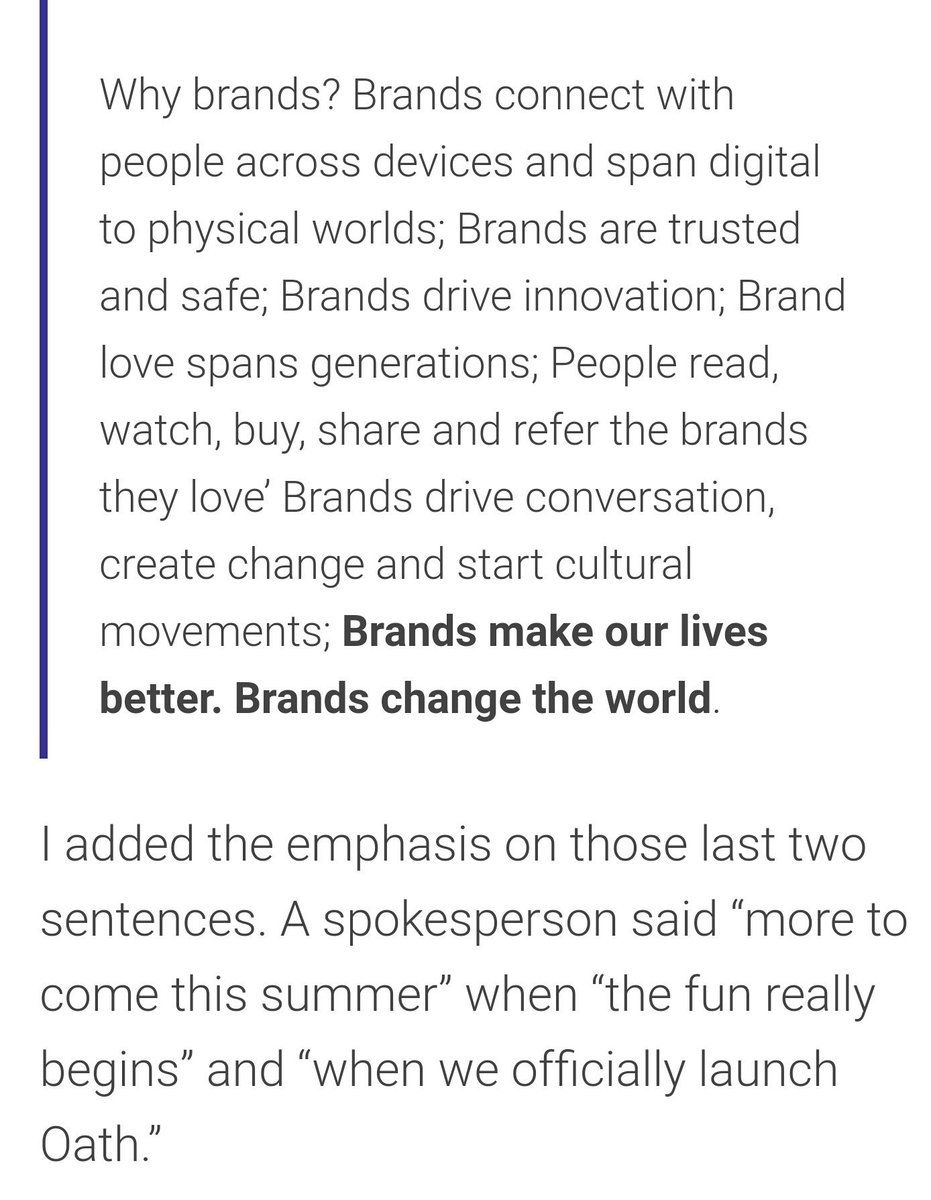 Why brands? Brands connect with
people across devices and span digital
to physical worlds; Brands are trusted
and safe; Brands drive innovation; Brand
love spans generations; People read,
watch, buy, share and refer the brands
they love’ Brands drive conversation,
create change and start cultural
movements; Brands make our lives
better. Brands change the world.
I added the emphasis on those last two
sentences. A spokesperson said “more to
come this summer” when “the fun really
begins” and “when we officially launch
Oath.”